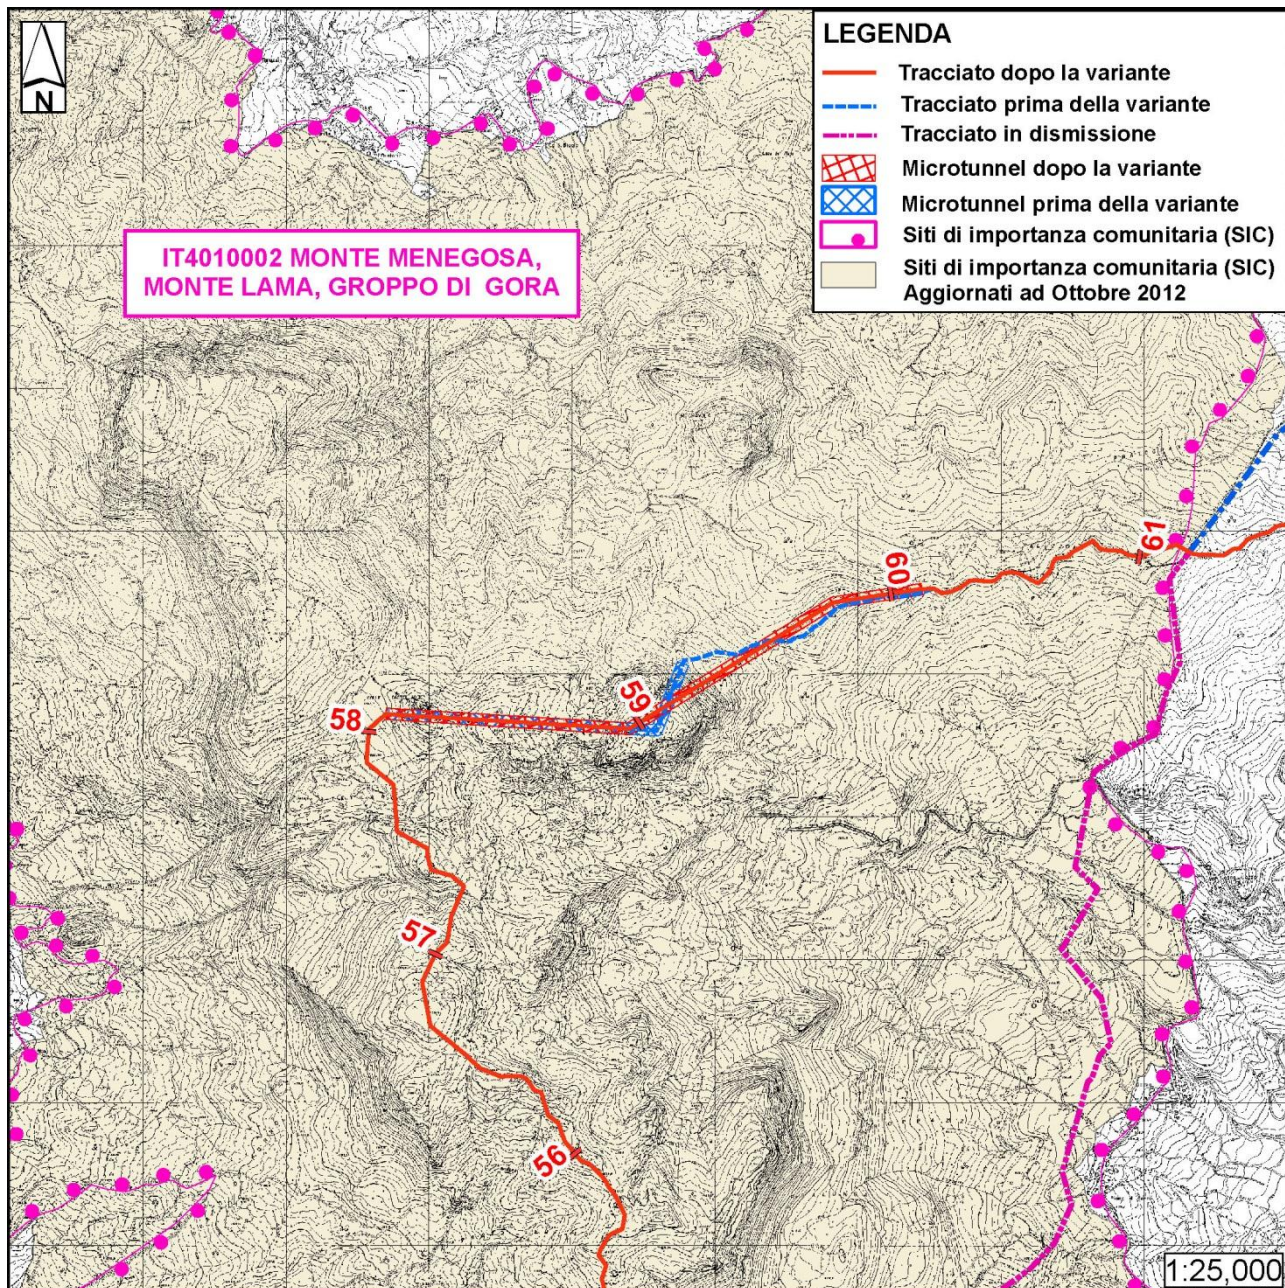 N
LEGENDA
Tracciato dopo la variante
Tracciato prima della variante
Tracciato in dismissione
Microtunnel dopo la variante
Microtunnel prima della variante
Siti di importanza comunitaria (SIC)
Siti di importanza comunitaria (SIC)
Aggiornati ad Ottobre 2012
IT4010002 MONTE MENEGOSA,
MONTE LAMA, GROPPO DI GORA
61
60
59
58
57
56
1:25,000